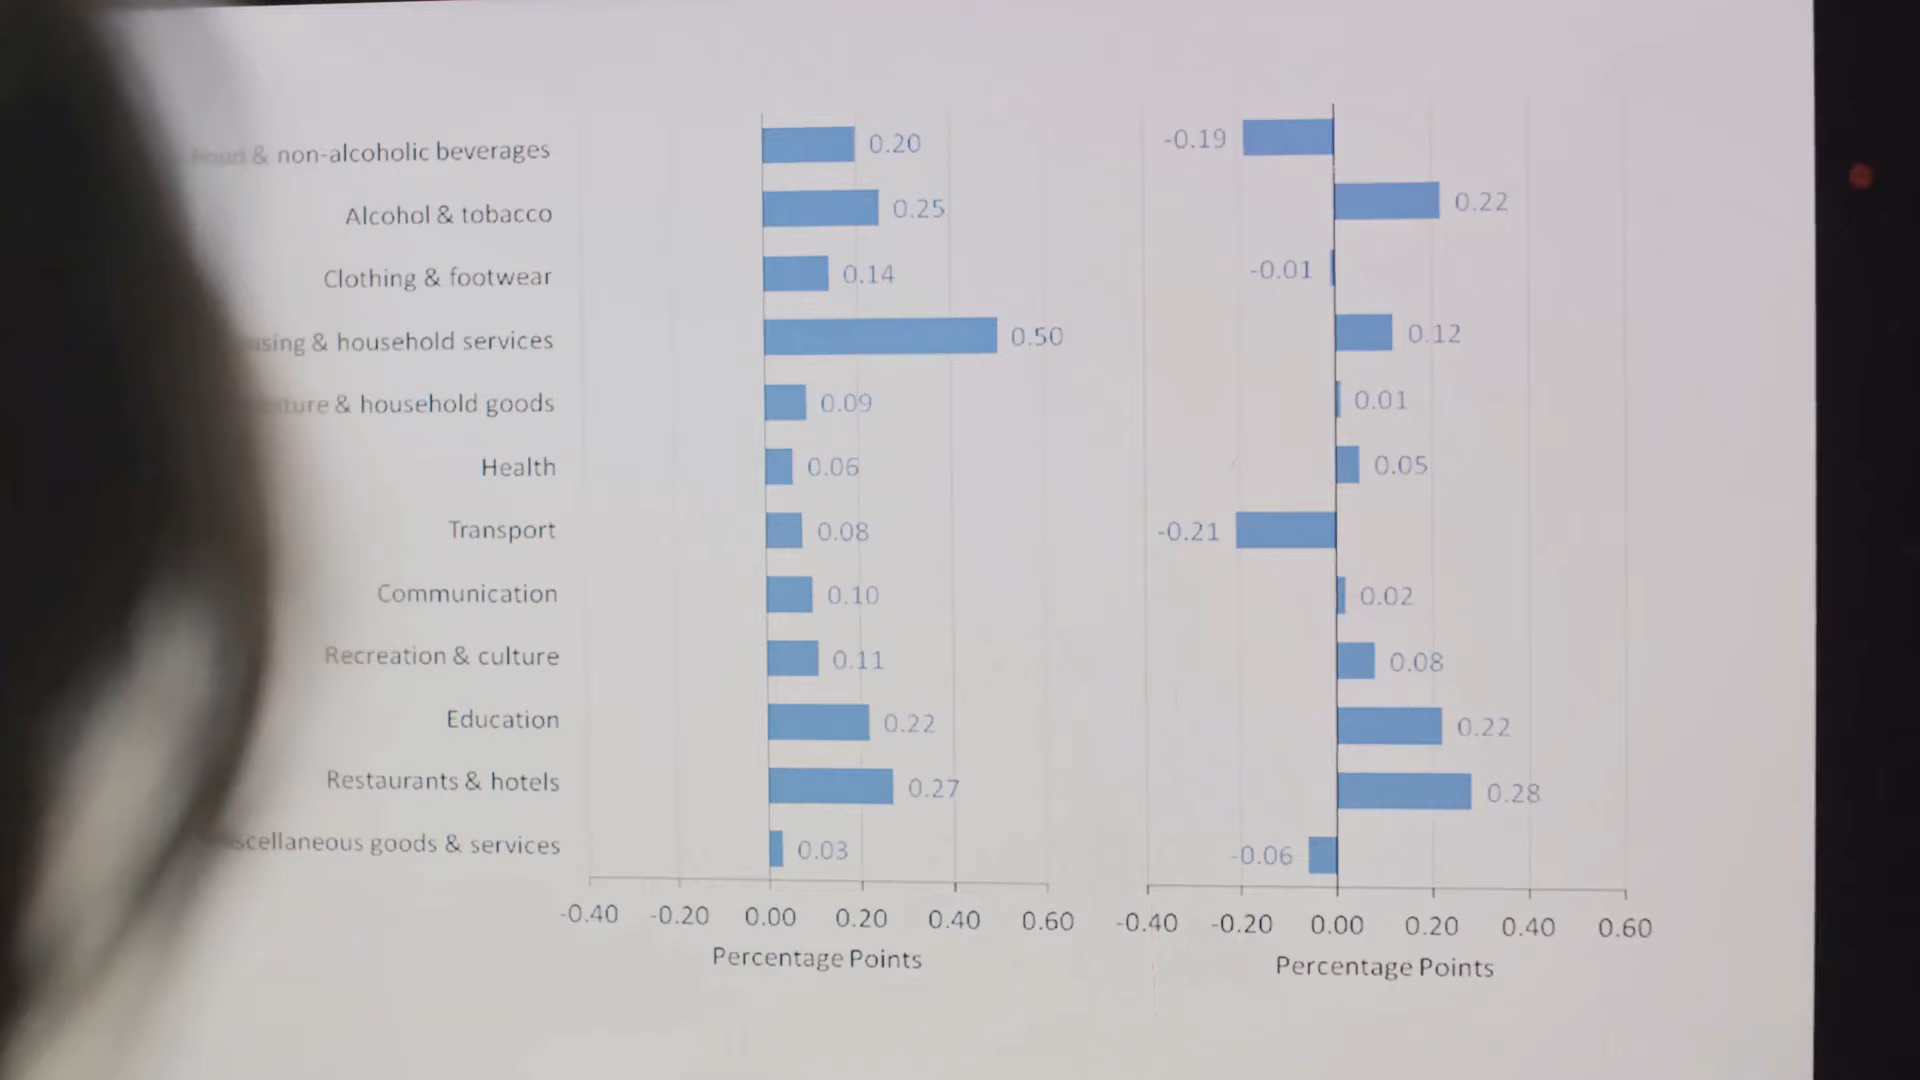 & non-alcoholic beverages 0.20 -0.19
Alcohol & tobacco 0.25 0.22
Clothing & footwear 0.14 -0.01
& household services 0.50 0.12
& household goods 0.09 0.01
Health 0.06 0.05
Transport 0.08 -0.21
Communication 0.10 0.02
Recreation & culture 0.11 0.08
Education 0.22 0.22
Restaurants & hotels 0.27 0.28
goods & services 0.03 -0.06
-0.40 -0.20 0.00 0.20 0.40 0.60 -0.40 -0.20 0.00 0.20 0.40 0.60
Percentage Points Percentage Points